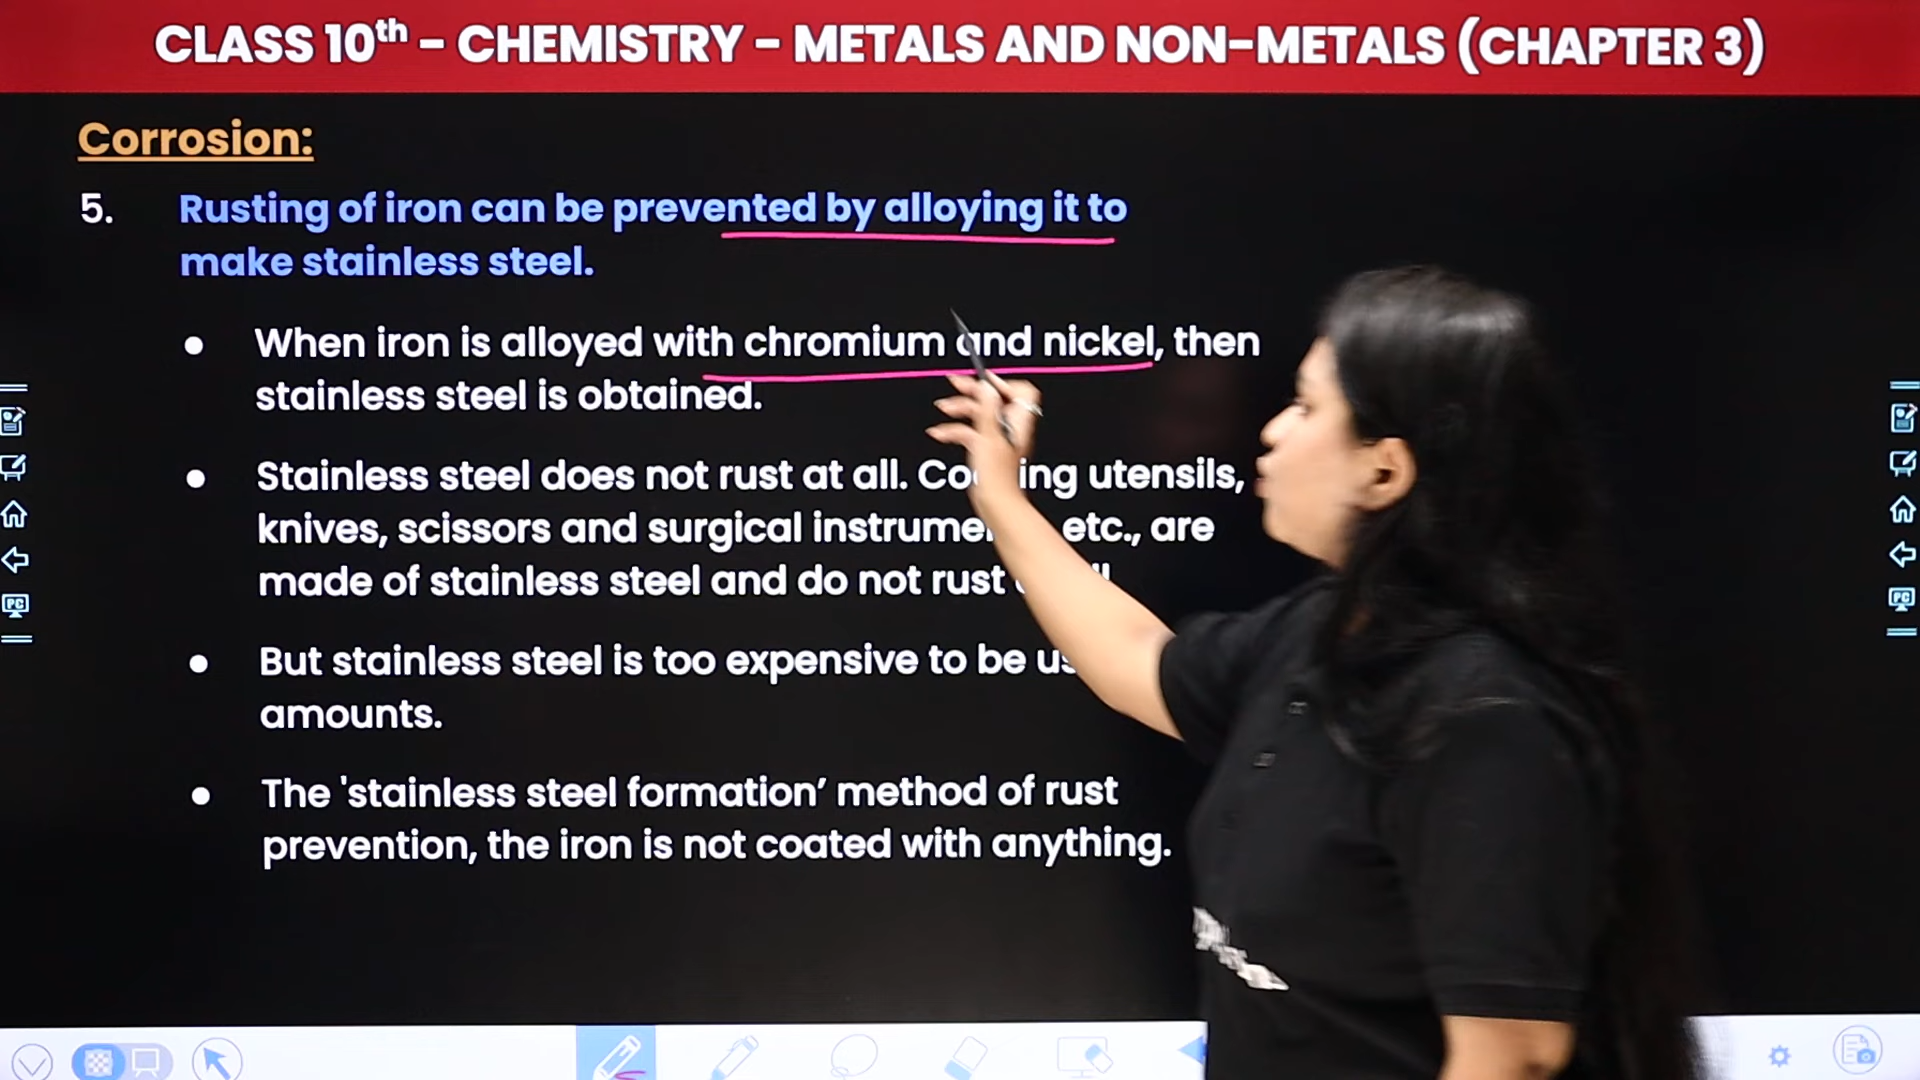 CLASS 10th - CHEMISTRY - METALS AND NON-METALS (CHAPTER 3)
Corrosion:
5. Rusting of iron can be prevented by alloying it to
make stainless steel.
• When iron is alloyed with chromium and nickel, then
stainless steel is obtained.
• Stainless steel does not rust at all. utensils,
knives, scissors and surgical etc., are
made of stainless steel and do not rust
• But stainless steel is too expensive to be
amounts.
• The 'stainless steel formation’ method of rust
prevention, the iron is not coated with anything.
PC
PC